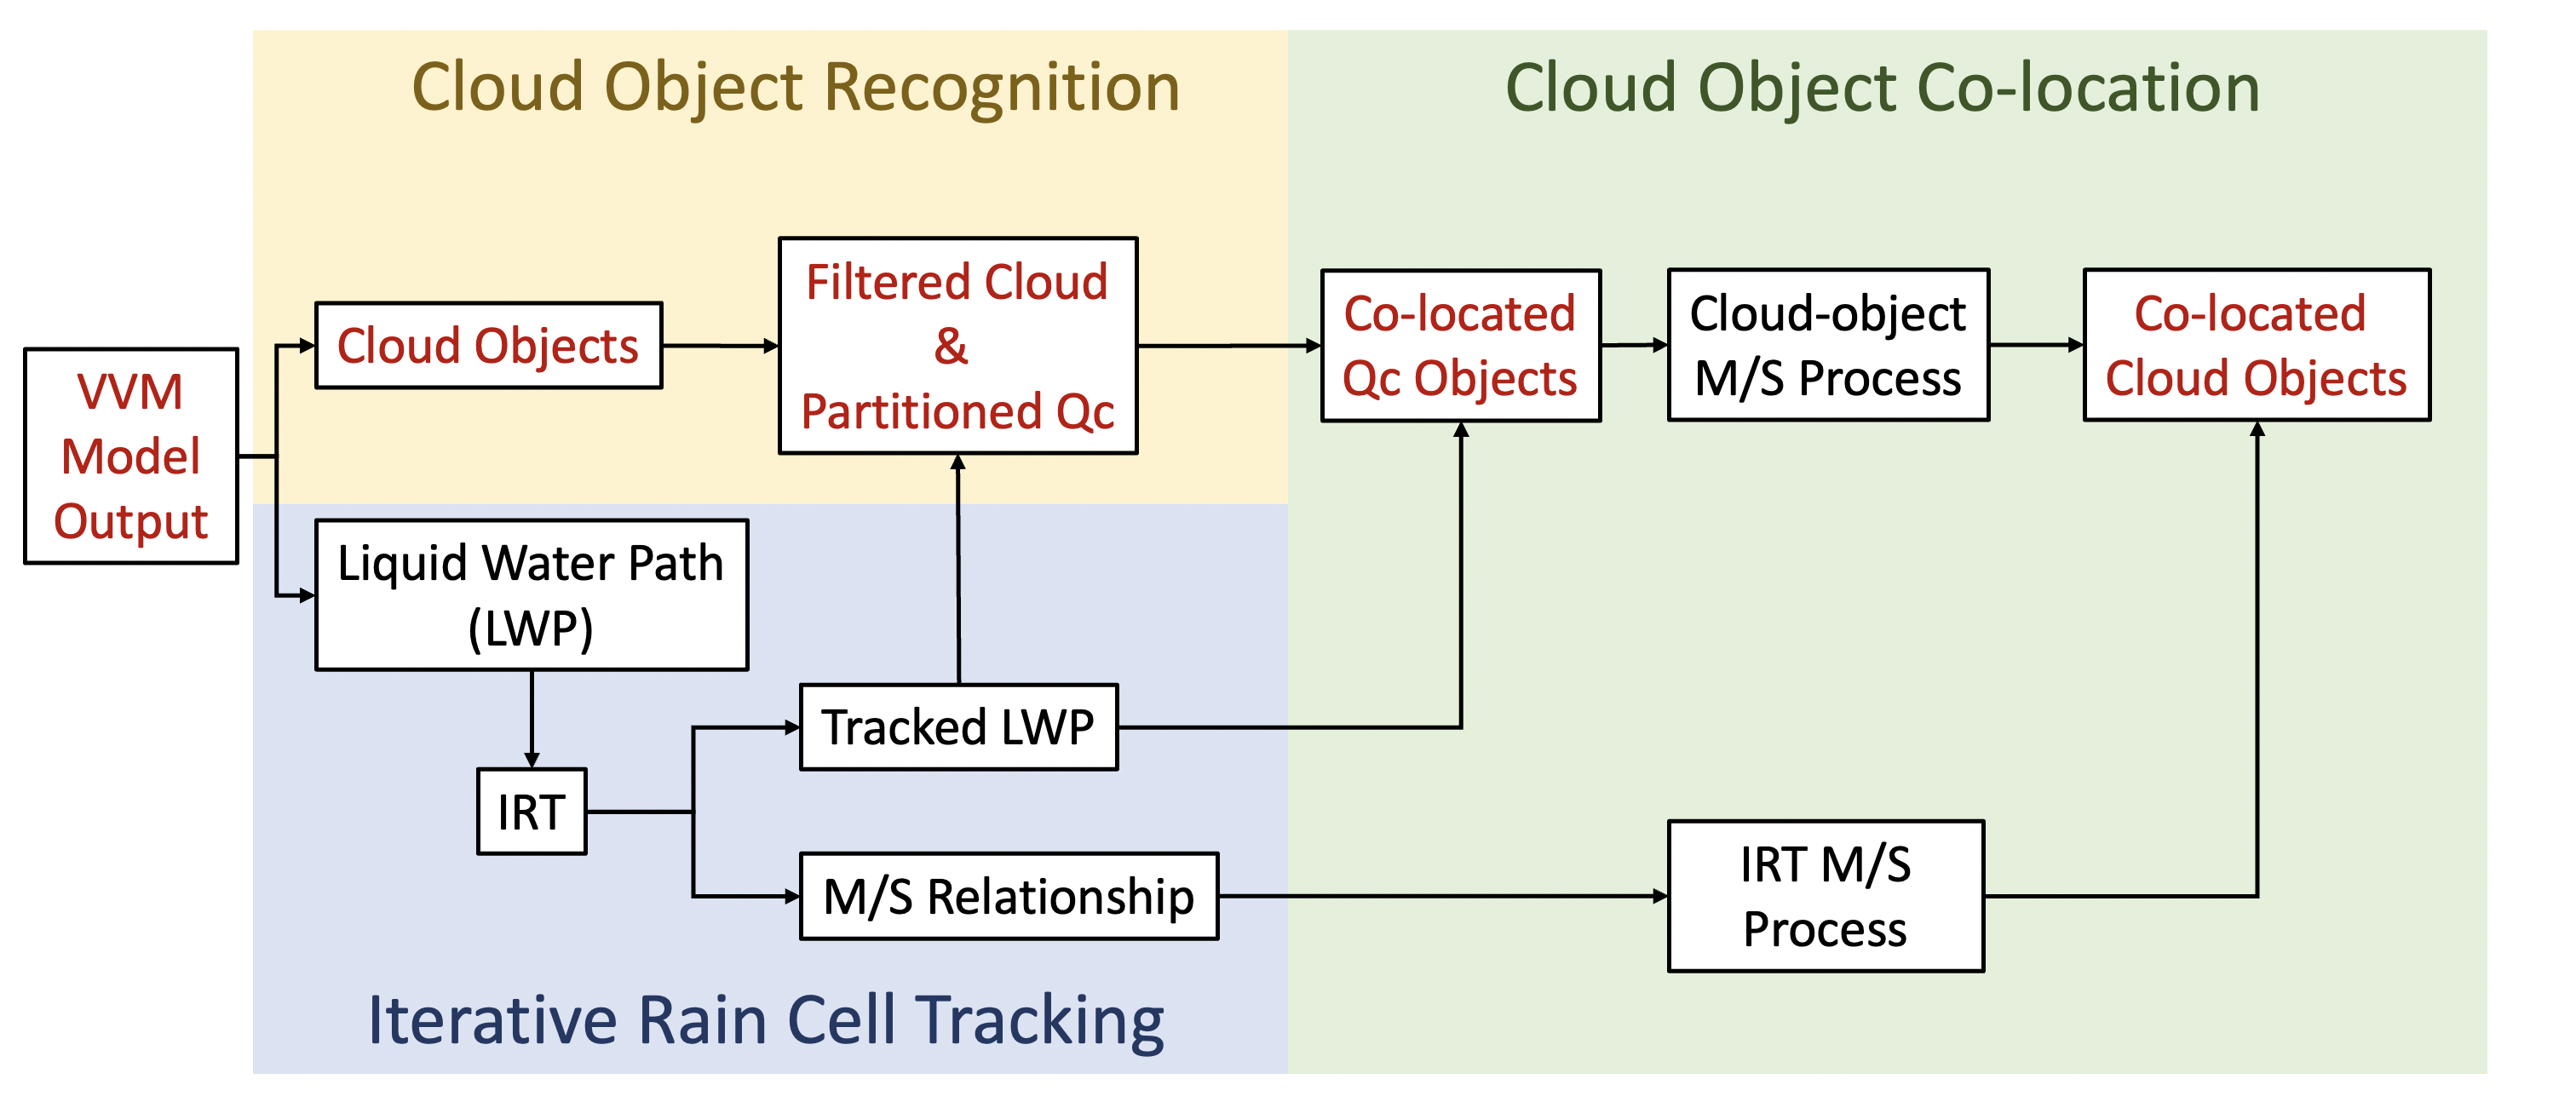 Cloud Object Recognition
Cloud Object Co-location
VVM
Model
Output
Cloud Objects
Filtered Cloud
&
Partitioned Qc
Co-located
Qc Objects
Cloud-object
M/S Process
Co-located
Cloud Objects
Liquid Water Path
(LWP)
IRT
Tracked LWP
M/S Relationship
IRT M/S
Process
Iterative Rain Cell Tracking